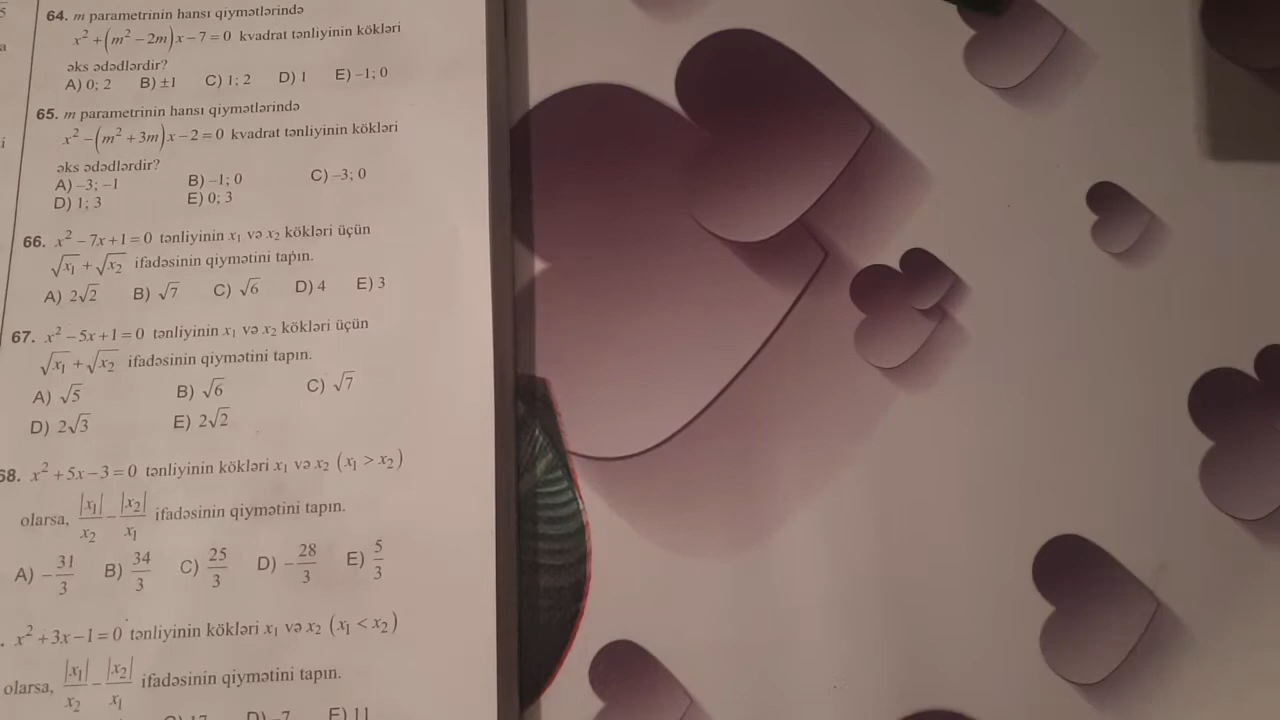 64. m parametrinin hansı qiymətlərində
x² + (m² − 2m)x − 7 = 0 kvadrat tənliyinin kökləri
əks ədədlərdir?
A) 0; 2 B) ±1 C) 1; 2 D) 1 E) −1; 0
65. m parametrinin hansı qiymətlərində
x² − (m² + 3m)x − 2 = 0 kvadrat tənliyinin kökləri
əks ədədlərdir?
A) −3; −1 B) −1; 0 C) −3; 0
D) 1; 3 E) 0; 3
66. x² − 7x + 1 = 0 tənliyinin x₁ və x₂ kökləri üçün
√x₁ + √x₂ ifadəsinin qiymətini tapın.
A) 2√2 B) √7 C) √6 D) 4 E) 3
67. x² − 5x + 1 = 0 tənliyinin x₁ və x₂ kökləri üçün
√x₁ + √x₂ ifadəsinin qiymətini tapın.
A) √5 B) √6 C) √7
D) 2√3 E) 2√2
68. x² + 5x − 3 = 0 tənliyinin kökləri x₁ və x₂ (x₁ > x₂)
olarsa, |x₁|/x₂ − |x₂|/x₁ ifadəsinin qiymətini tapın.
A) −31/3 B) 34/3 C) 25/3 D) −28/3 E) 5/3
. x² + 3x − 1 = 0 tənliyinin kökləri x₁ və x₂ (x₁ < x₂)
olarsa, |x₁|/x₂ − |x₂|/x₁ ifadəsinin qiymətini tapın.
C) 17 D) −7 E) 11